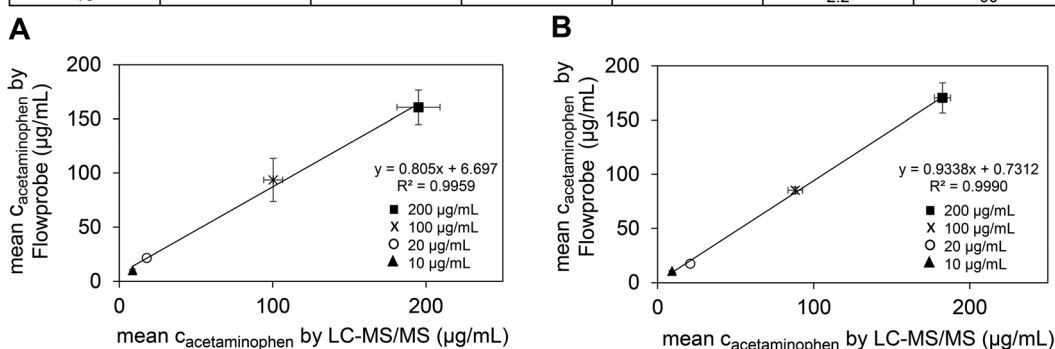 A
B
mean cacetaminophen by
Flowprobe (µg/mL)
200
150
100
50
0
y = 0.805x + 6.697
R² = 0.9959
200 µg/mL
100 µg/mL
20 µg/mL
10 µg/mL
0
100
200
mean cacetaminophen by LC-MS/MS (µg/mL)
mean cacetaminophen by
Flowprobe (µg/mL)
200
150
100
50
0
y = 0.9338x + 0.7312
R² = 0.9990
200 µg/mL
100 µg/mL
20 µg/mL
10 µg/mL
0
100
200
mean cacetaminophen by LC-MS/MS (µg/mL)